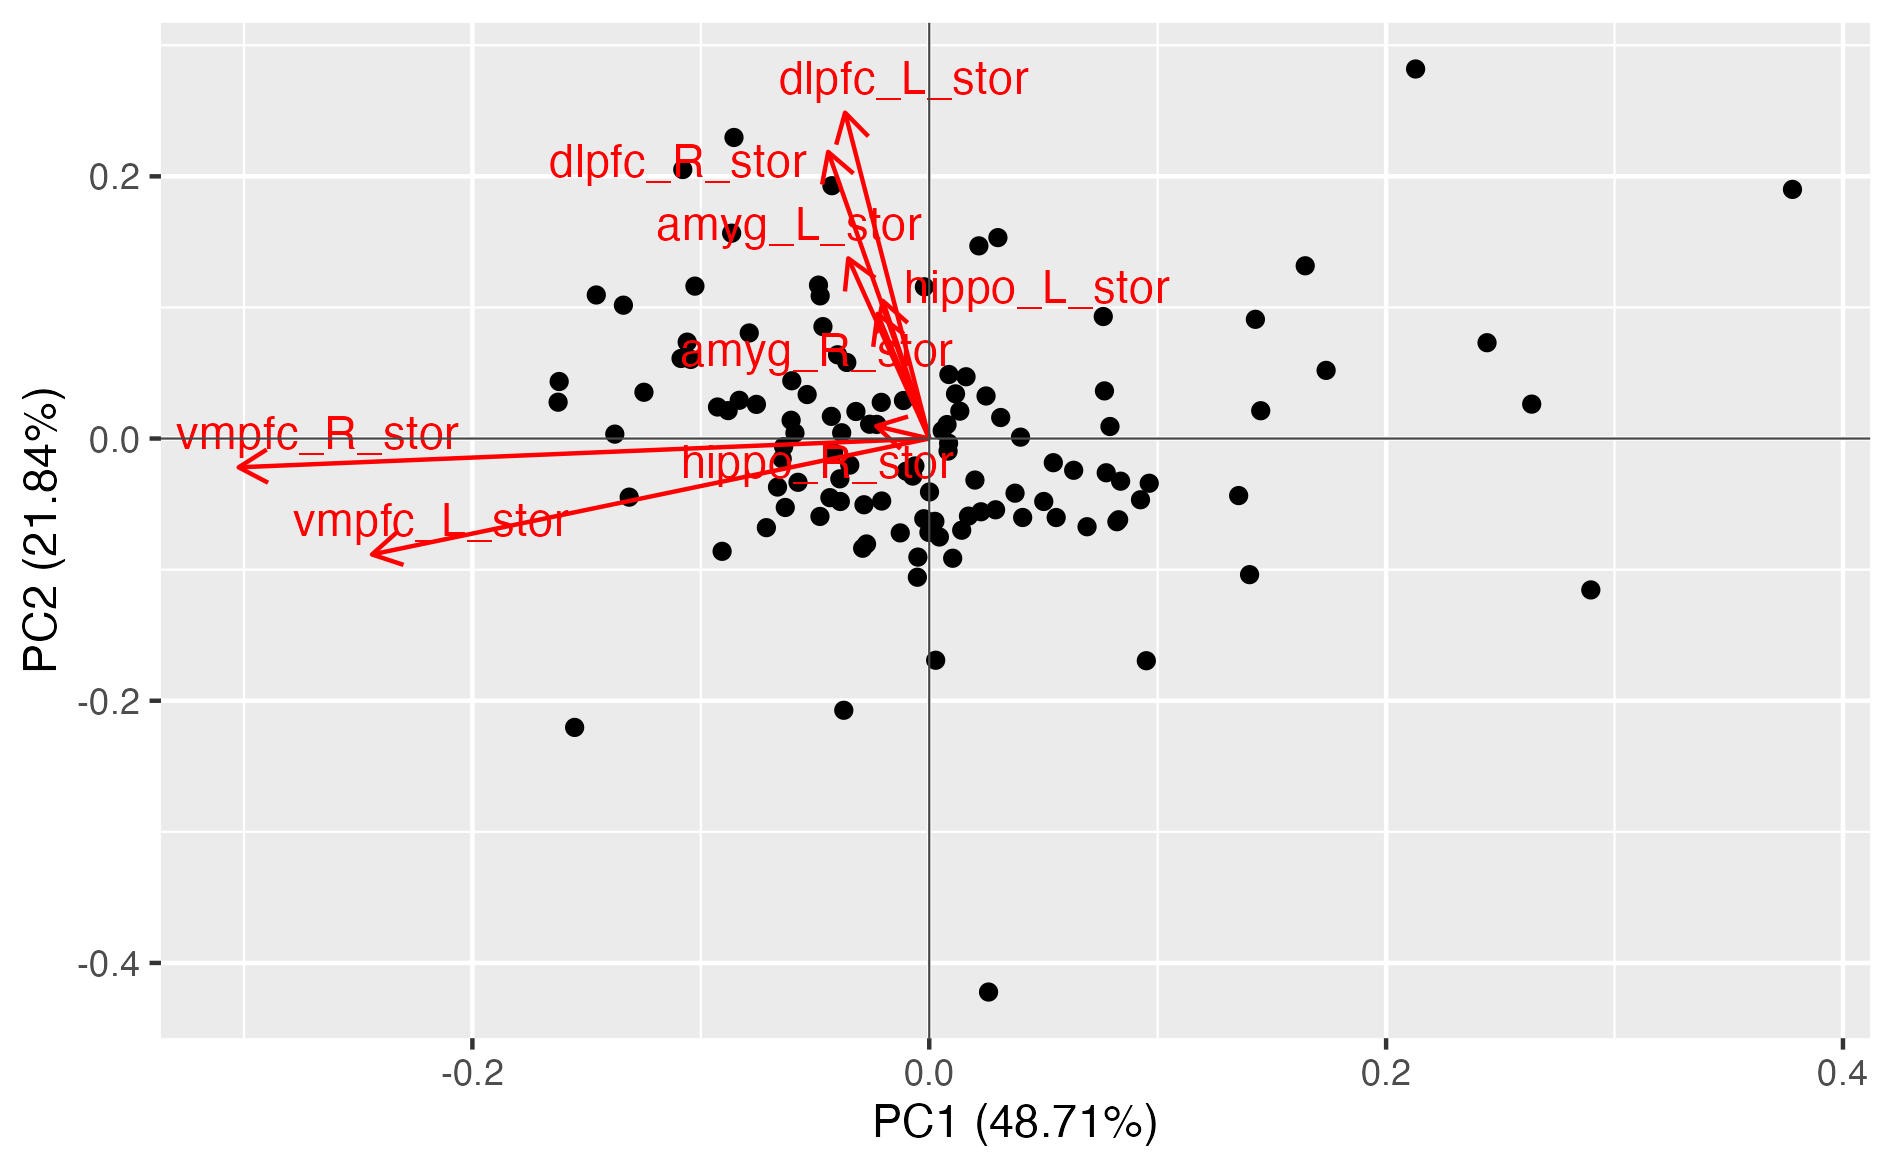 dlpfc_L_stor
dlpfc_R_stor
amyg_L_stor
hippo_L_stor
amyg_R_stor
vmpfc_R_stor
hippo_R_stor
vmpfc_L_stor
0.2
0.0
-0.2
-0.4
PC2 (21.84%)
-0.2
0.0
0.2
0.4
PC1 (48.71%)